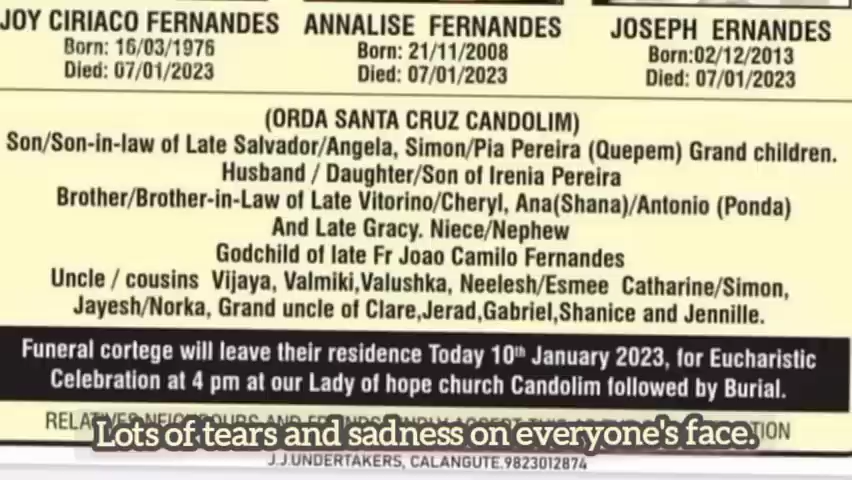 JOY CIRIACO FERNANDES ANNALISE FERNANDES JOSEPH ERNANDES
Born: 16/03/1976 Born: 21/11/2008 Born:02/12/2013
Died: 07/01/2023 Died: 07/01/2023 Died: 07/01/2023
(ORDA SANTA CRUZ CANDOLIM)
Son/Son-in-law of Late Salvador/Angela, Simon/Pia Pereira (Quepem) Grand children.
Husband / Daughter/Son of Irenia Pereira
Brother/Brother-in-Law of Late Vitorino/Cheryl, Ana(Shana)/Antonio (Ponda)
And Late Gracy. Niece/Nephew
Godchild of late Fr Joao Camilo Fernandes
Uncle / cousins Vijaya, Valmiki,Valushka, Neelesh/Esmee Catharine/Simon,
Jayesh/Norka, Grand uncle of Clare,Jerad,Gabriel,Shanice and Jennille.
Funeral cortege will leave their residence Today 10th January 2023, for Eucharistic
Celebration at 4 pm at our Lady of hope church Candolim followed by Burial.
RELATIVES NEIGHBOURS AND FRIENDS
Lots of tears and sadness on everyone's face.
J.J.UNDERTAKERS, CALANGUTE.9823012874